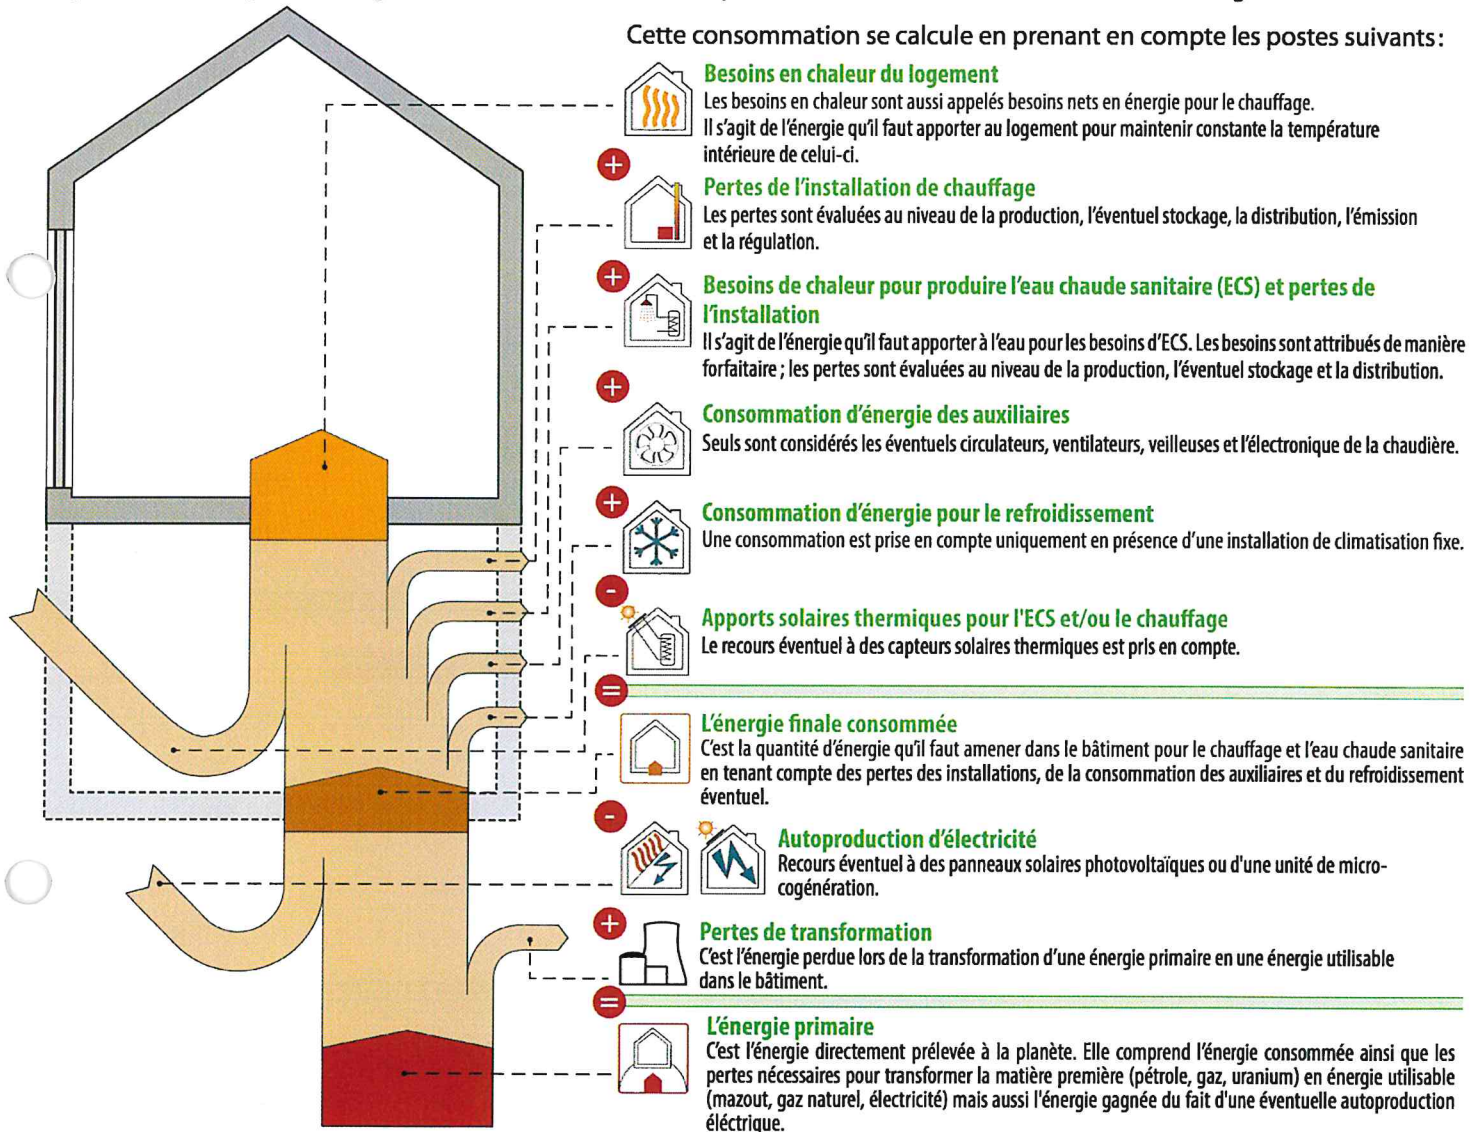 Cette consommation se calcule en prenant en compte les postes suivants:
Besoins en chaleur du logement
Les besoins en chaleur sont aussi appelés besoins nets en énergie pour le chauffage.
Il s'agit de l'énergie qu'il faut apporter au logement pour maintenir constante la température
intérieure de celui-ci.
+
Pertes de l'installation de chauffage
Les pertes sont évaluées au niveau de la production, l'éventuel stockage, la distribution, l'émission
et la régulation.
+
Besoins de chaleur pour produire l'eau chaude sanitaire (ECS) et pertes de
l'installation
Il s'agit de l'énergie qu'il faut apporter à l'eau pour les besoins d'ECS. Les besoins sont attribués de manière
forfaitaire ; les pertes sont évaluées au niveau de la production, l'éventuel stockage et la distribution.
+
Consommation d'énergie des auxiliaires
Seuls sont considérés les éventuels circulateurs, ventilateurs, veilleuses et l'électronique de la chaudière.
+
Consommation d'énergie pour le refroidissement
Une consommation est prise en compte uniquement en présence d'une installation de climatisation fixe.
-
Apports solaires thermiques pour l'ECS et/ou le chauffage
Le recours éventuel à des capteurs solaires thermiques est pris en compte.
=
L'énergie finale consommée
C'est la quantité d'énergie qu'il faut amener dans le bâtiment pour le chauffage et l'eau chaude sanitaire
en tenant compte des pertes des installations, de la consommation des auxiliaires et du refroidissement
éventuel.
-
Autoproduction d'électricité
Recours éventuel à des panneaux solaires photovoltaïques ou d'une unité de micro-
cogénération.
+
Pertes de transformation
C'est l'énergie perdue lors de la transformation d'une énergie primaire en une énergie utilisable
dans le bâtiment.
=
L'énergie primaire
C'est l'énergie directement prélevée à la planète. Elle comprend l'énergie consommée ainsi que les
pertes nécessaires pour transformer la matière première (pétrole, gaz, uranium) en énergie utilisable
(mazout, gaz naturel, électricité) mais aussi l'énergie gagnée du fait d'une éventuelle autoproduction
éléctrique.